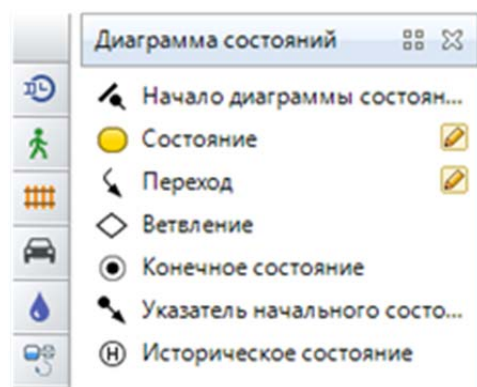 Диаграмма состояний
Начало диаграммы состоян...
Состояние
Переход
Ветвление
Конечное состояние
Указатель начального состо...
H Историческое состояние